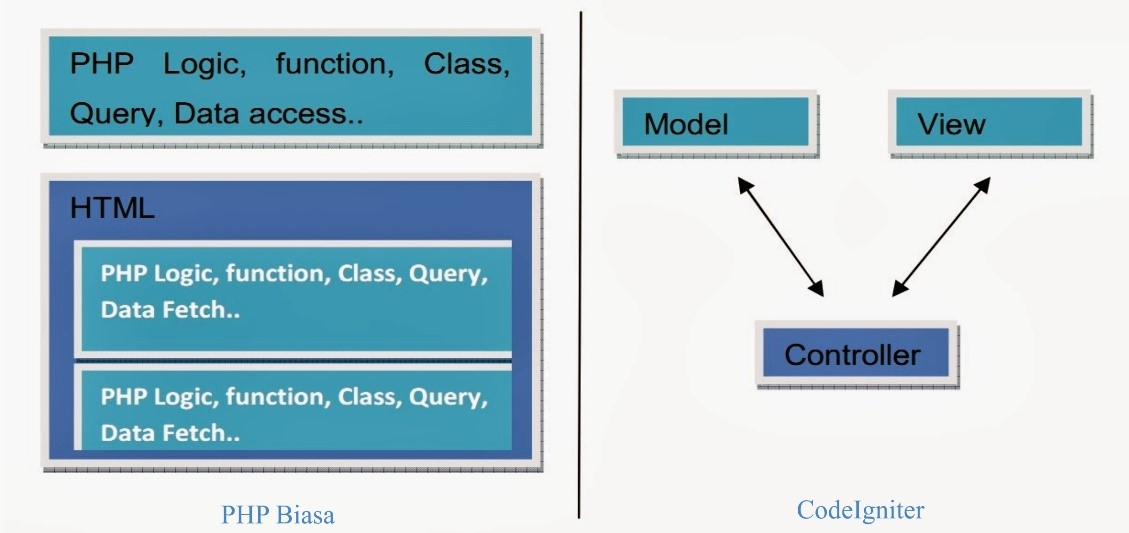 PHP Logic, function, Class,
Query, Data access..
HTML
PHP Logic, function, Class, Query,
Data Fetch..
PHP Logic, function, Class, Query,
Data Fetch..
PHP Biasa
Model
View
Controller
CodeIgniter